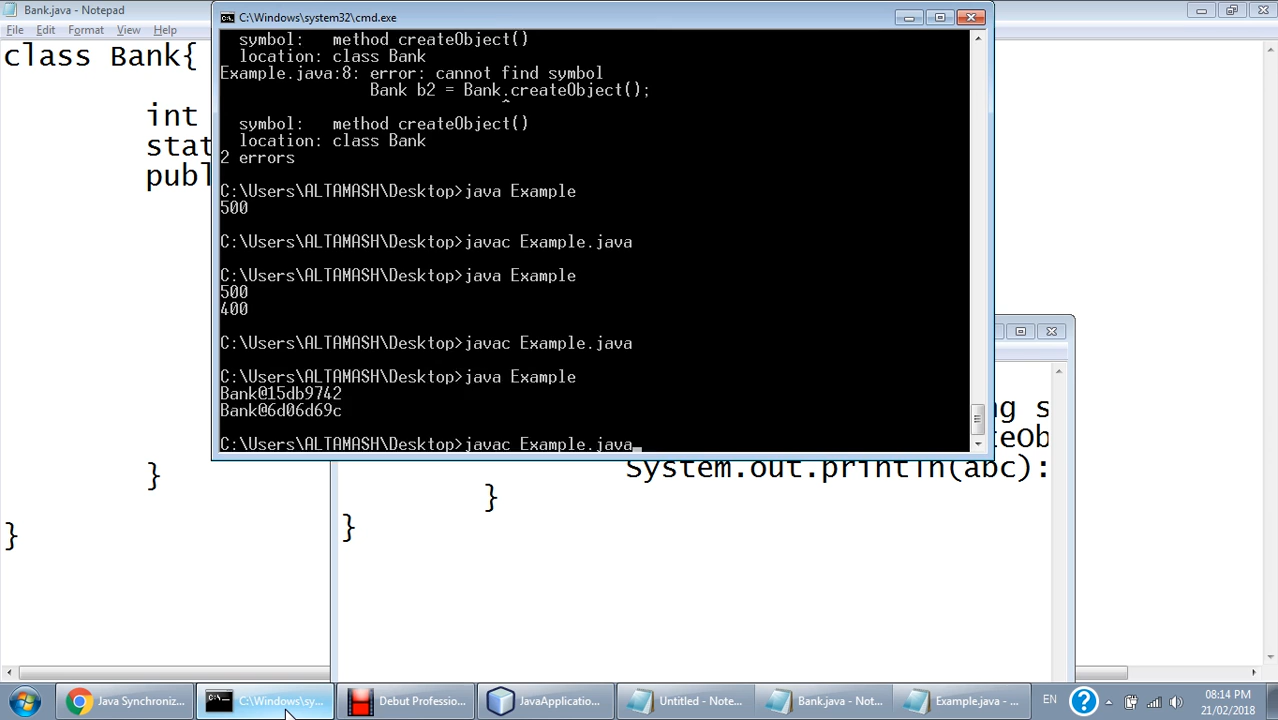 Bank.java - Notepad
File Edit Format View Help
class Bank{
int
stat
publ
}
}
C:\Windows\system32\cmd.exe
symbol:   method createObject()
location: class Bank
Example.java:8: error: cannot find symbol
Bank b2 = Bank.createObject();
^
symbol:   method createObject()
location: class Bank
2 errors
C:\Users\ALTAMASH\Desktop>java Example
500
C:\Users\ALTAMASH\Desktop>javac Example.java
C:\Users\ALTAMASH\Desktop>java Example
500
400
C:\Users\ALTAMASH\Desktop>javac Example.java
C:\Users\ALTAMASH\Desktop>java Example
Bank@15db9742
Bank@6d06d69c
C:\Users\ALTAMASH\Desktop>javac Example.java_
ng s
teOb
System.out.println(abc);
}
}
Java Synchroniz...
C:\Windows\sy...
Debut Professio...
JavaApplication...
Untitled - Note...
Bank.java - Not...
Example.java - ...
EN
08:14 PM
21/02/2018